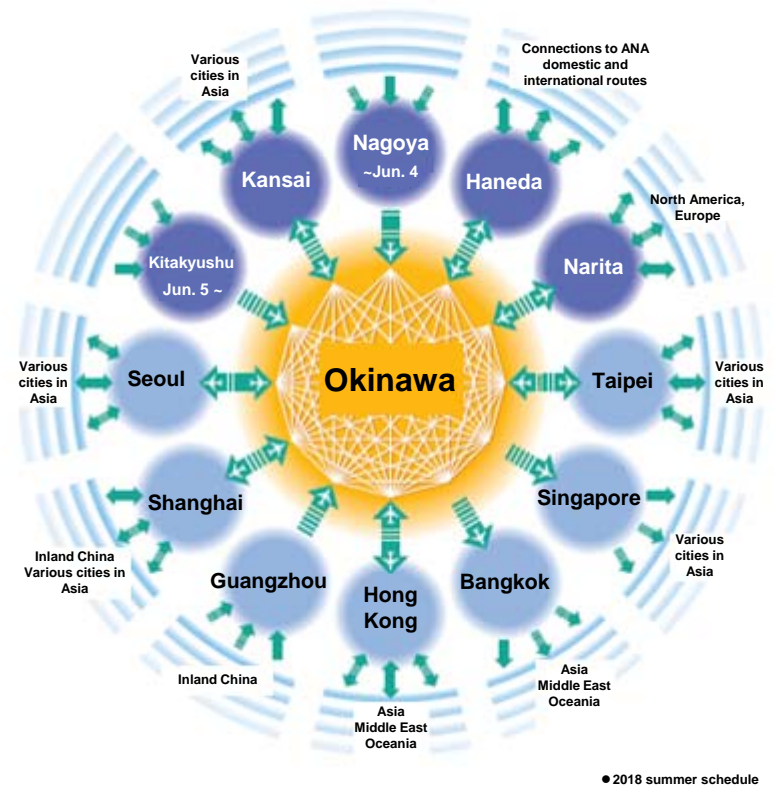 Various
cities in
Asia
Connections to ANA
domestic and
international routes
Nagoya
~Jun. 4
Kansai
Haneda
North America,
Europe
Kitakyushu
Jun. 5 ~
Narita
Various
cities in
Asia
Seoul
Okinawa
Taipei
Various
cities in
Asia
Shanghai
Singapore
Inland China
Various cities in
Asia
Various
cities in
Asia
Guangzhou
Hong
Kong
Bangkok
Inland China
Asia
Middle East
Oceania
Asia
Middle East
Oceania
● 2018 summer schedule